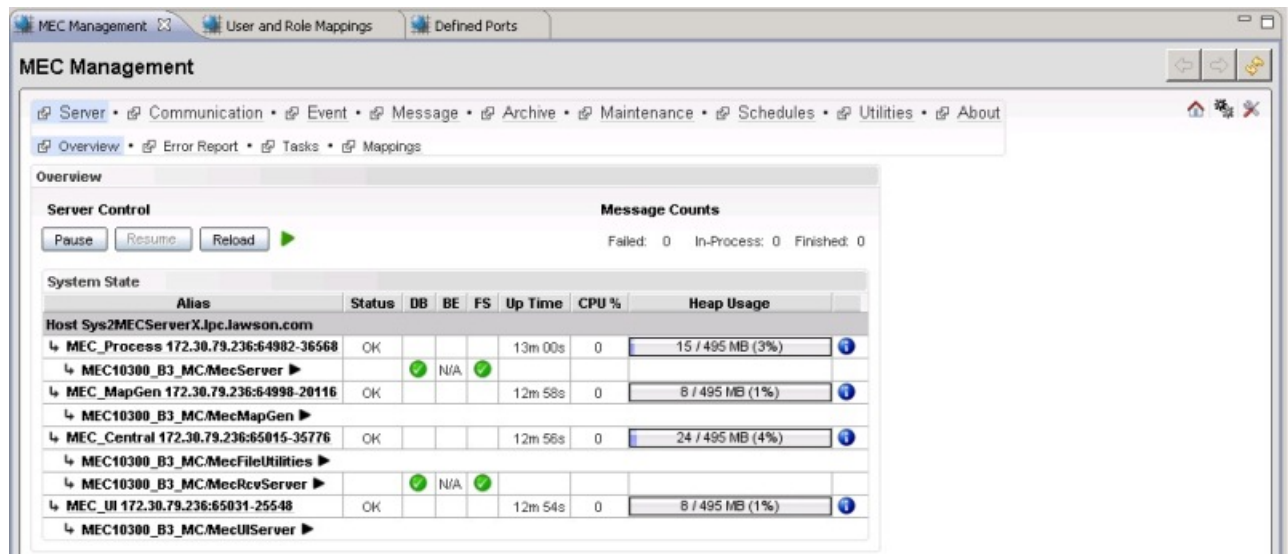 MEC Management User and Role Mappings Defined Ports
MEC Management
Server • Communication • Event • Message • Archive • Maintenance • Schedules • Utilities • About
Overview • Error Report • Tasks • Mappings
Overview
Server Control Message Counts
Pause Resume Reload Failed: 0 In-Process: 0 Finished: 0
System State
Alias Status DB BE FS Up Time CPU % Heap Usage
Host Sys2MECServerX.lpc.lawson.com
MEC_Process 172.30.79.236:64982-36568 OK 13m 00s 0 15 / 495 MB (3%)
MEC10300_B3_MC/MecServer N/A
MEC_MapGen 172.30.79.236:64998-20116 OK 12m 58s 0 8 / 495 MB (1%)
MEC10300_B3_MC/MecMapGen
MEC_Central 172.30.79.236:65015-35776 OK 12m 56s 0 24 / 495 MB (4%)
MEC10300_B3_MC/MecFileUtilities
MEC10300_B3_MC/MecRcvServer N/A
MEC_UI 172.30.79.236:65031-25548 OK 12m 54s 0 8 / 495 MB (1%)
MEC10300_B3_MC/MecUIServer